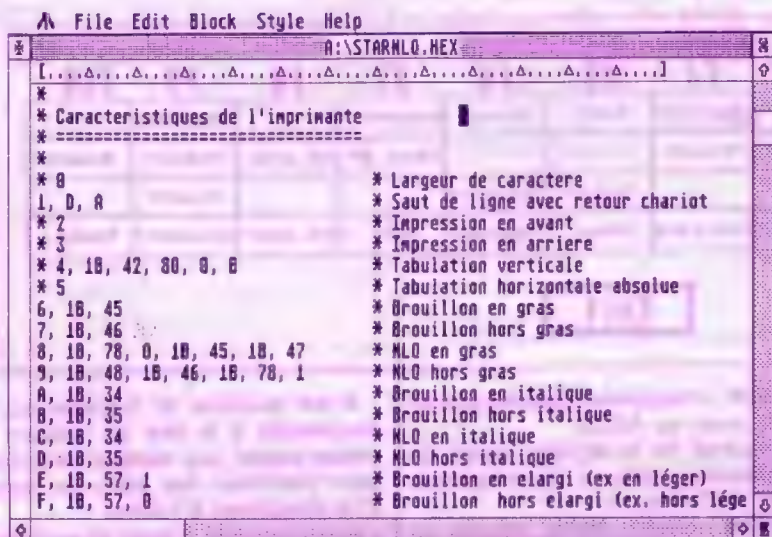 File Edit Block Style Help
A:\STARNLQ.HEX
*
* Caracteristiques de l'imprimante
* ================================
*
* 0 * Largeur de caractere
1, D, A * Saut de ligne avec retour chariot
* 2 * Impression en avant
* 3 * Impression en arriere
* 4, 1B, 42, 80, 0, 0 * Tabulation verticale
* 5 * Tabulation horizontale absolue
6, 1B, 45 * Brouillon en gras
7, 1B, 46 * Brouillon hors gras
8, 1B, 78, 0, 1B, 45, 1B, 47 * NLQ en gras
9, 1B, 48, 1B, 46, 1B, 78, 1 * NLQ hors gras
A, 1B, 34 * Brouillon en italique
B, 1B, 35 * Brouillon hors italique
C, 1B, 34 * NLQ en italique
D, 1B, 35 * NLQ hors italique
E, 1B, 57, 1 * Brouillon en elargi (ex en léger)
F, 1B, 57, 0 * Brouillon hors elargi (ex. hors lége